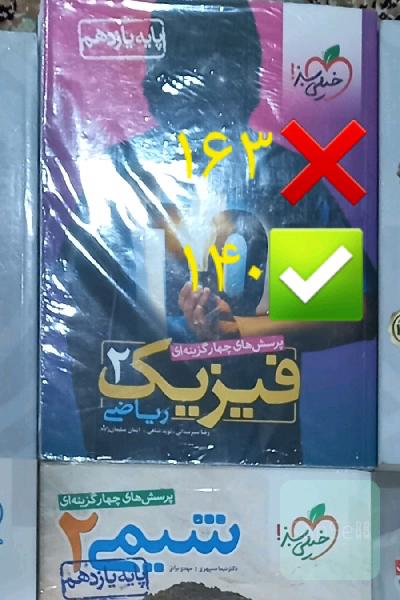 پایه یازدهم
خیلی سبز!
۱۶۳
۱۴۰
پرسش‌های چهارگزینه‌ای
فیزیک ۲
ریاضی
پرسش‌های چهارگزینه‌ای
شیمی ۲
پایه یازدهم
خیلی سبز!